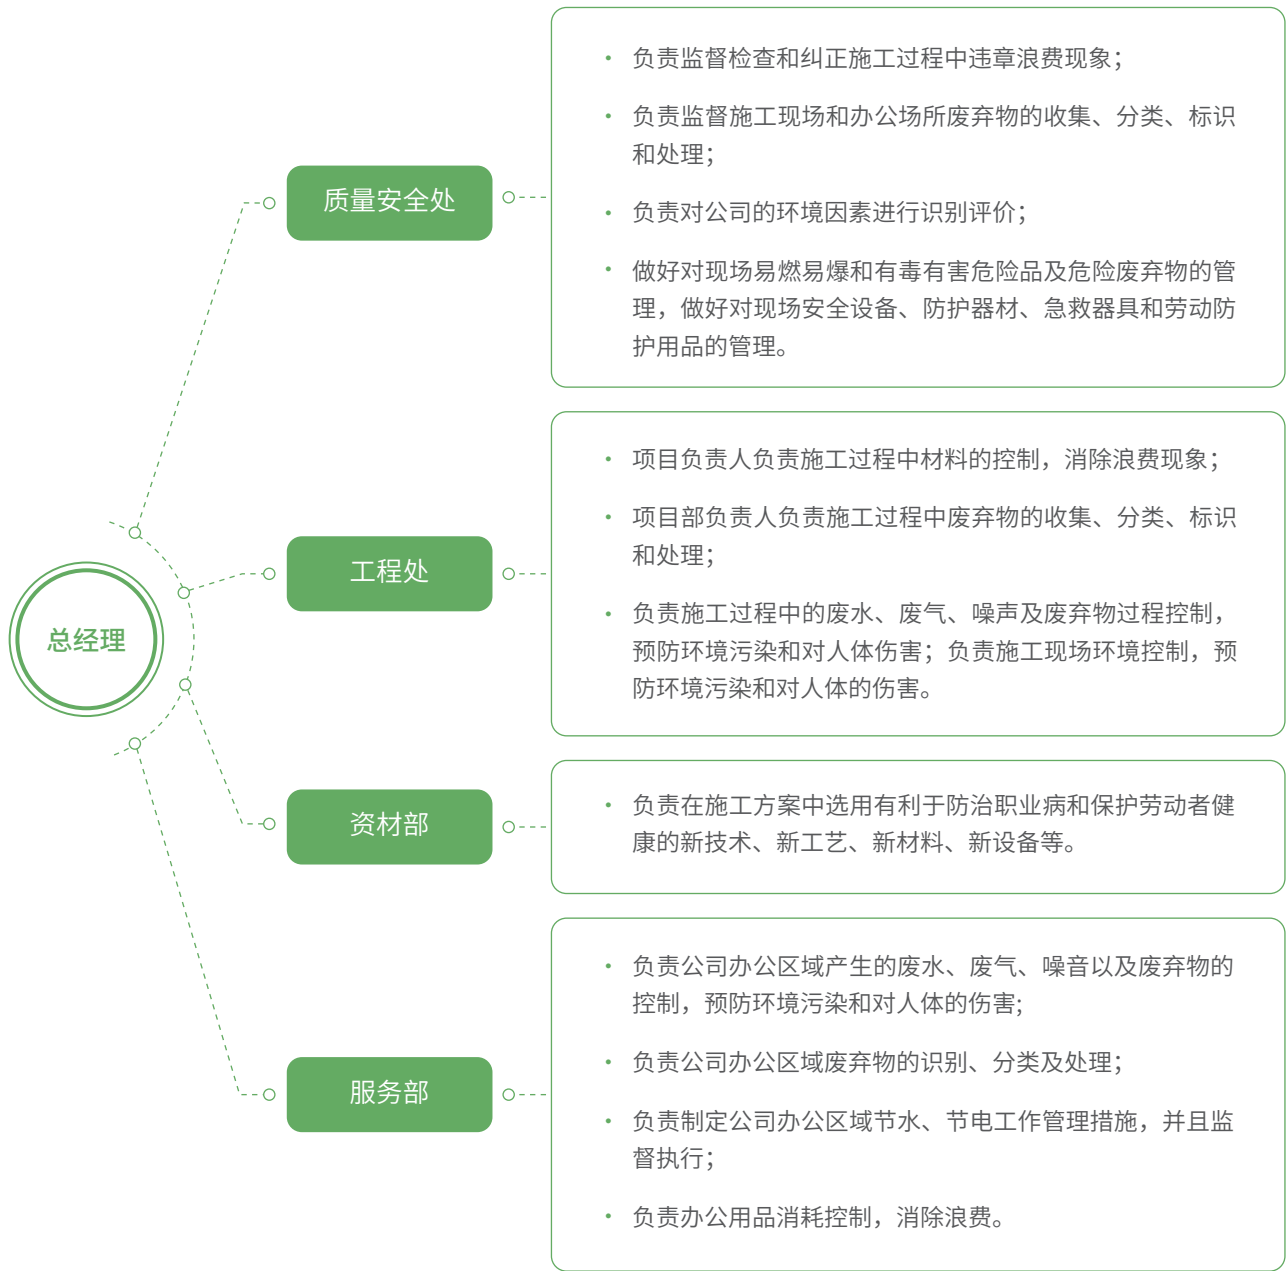 总经理
质量安全处
• 负责监督检查和纠正施工过程中违章浪费现象；
• 负责监督施工现场和办公场所废弃物的收集、分类、标识
和处理；
• 负责对公司的环境因素进行识别评价；
• 做好对现场易燃易爆和有毒有害危险品及危险废弃物的管
理，做好对现场安全设备、防护器材、急救器具和劳动防
护用品的管理。
工程处
• 项目负责人负责施工过程中材料的控制，消除浪费现象；
• 项目部负责人负责施工过程中废弃物的收集、分类、标识
和处理；
• 负责施工过程中的废水、废气、噪声及废弃物过程控制，
预防环境污染和对人体伤害；负责施工现场环境控制，预
防环境污染和对人体的伤害。
资材部
• 负责在施工方案中选用有利于防治职业病和保护劳动者健
康的新技术、新工艺、新材料、新设备等。
服务部
• 负责公司办公区域产生的废水、废气、噪音以及废弃物的
控制，预防环境污染和对人体的伤害;
• 负责公司办公区域废弃物的识别、分类及处理；
• 负责制定公司办公区域节水、节电工作管理措施，并且监
督执行；
• 负责办公用品消耗控制，消除浪费。